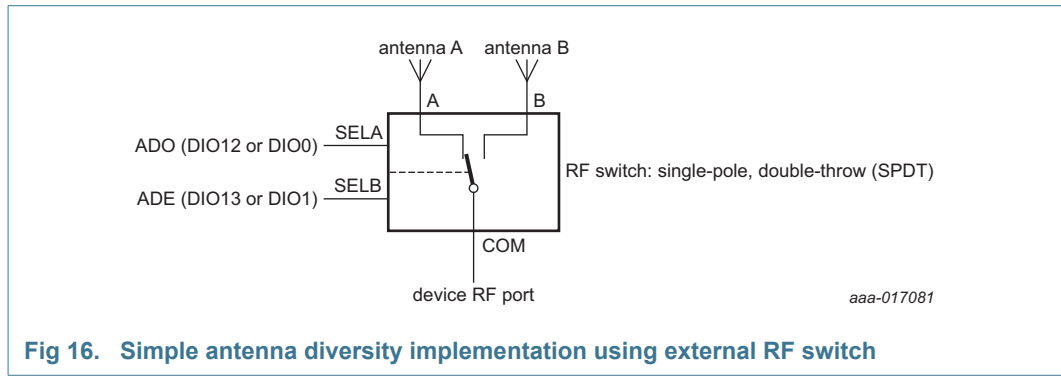 antenna A antenna B
A B
SELA
ADO (DIO12 or DIO0)
RF switch: single-pole, double-throw (SPDT)
SELB
ADE (DIO13 or DIO1)
COM
device RF port
aaa-017081
Fig 16. Simple antenna diversity implementation using external RF switch